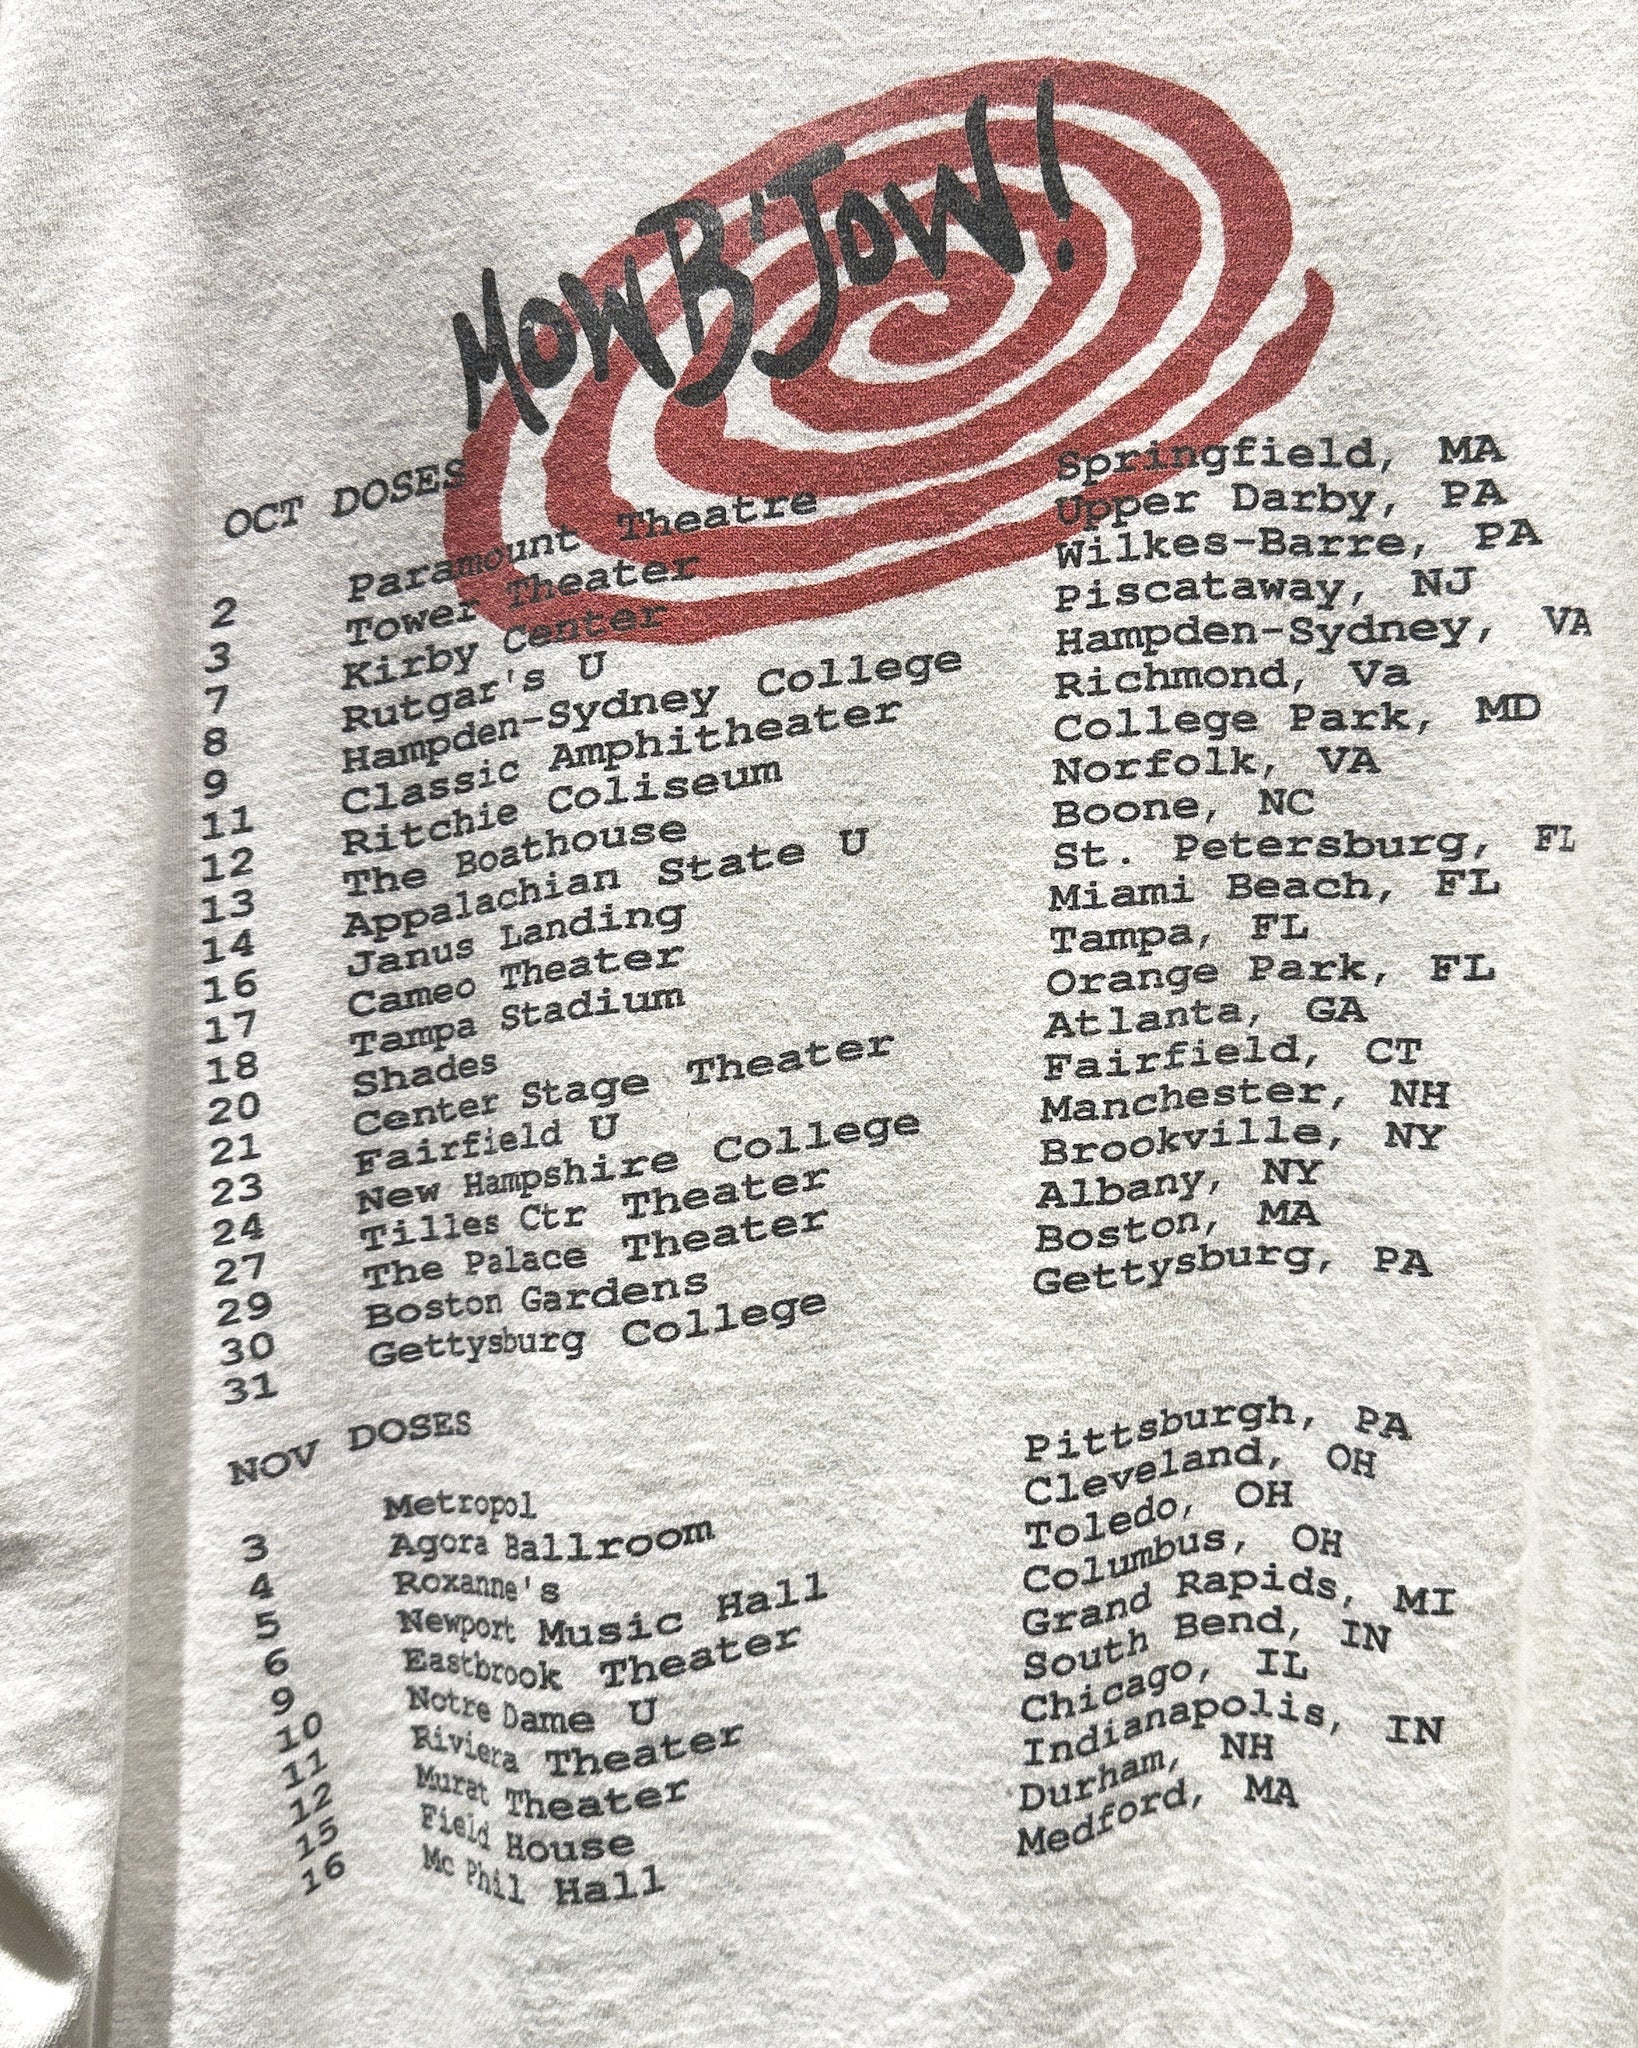 MOWB'JOW!
OCT DOSES
2 Paramount Theatre Springfield, MA
3 Tower Theater Upper Darby, PA
7 Kirby Center Wilkes-Barre, PA
8 Rutgar's U Piscataway, NJ
9 Hampden-Sydney College Hampden-Sydney, VA
11 Classic Amphitheater Richmond, Va
12 Ritchie Coliseum College Park, MD
13 The Boathouse Norfolk, VA
14 Appalachian State U Boone, NC
16 Janus Landing St. Petersburg, FL
17 Cameo Theater Miami Beach, FL
18 Tampa Stadium Tampa, FL
20 Shades Orange Park, FL
21 Center Stage Theater Atlanta, GA
23 Fairfield U Fairfield, CT
24 New Hampshire College Manchester, NH
27 Tilles Ctr Theater Brookville, NY
29 The Palace Theater Albany, NY
30 Boston Gardens Boston, MA
31 Gettysburg College Gettysburg, PA
NOV DOSES
3 Metropol Pittsburgh, PA
4 Agora Ballroom Cleveland, OH
5 Roxanne's Toledo, OH
6 Newport Music Hall Columbus, OH
9 Eastbrook Theater Grand Rapids, MI
10 Notre Dame U South Bend, IN
11 Riviera Theater Chicago, IL
12 Murat Theater Indianapolis, IN
15 Field House Durham, NH
16 Mc Phil Hall Medford, MA